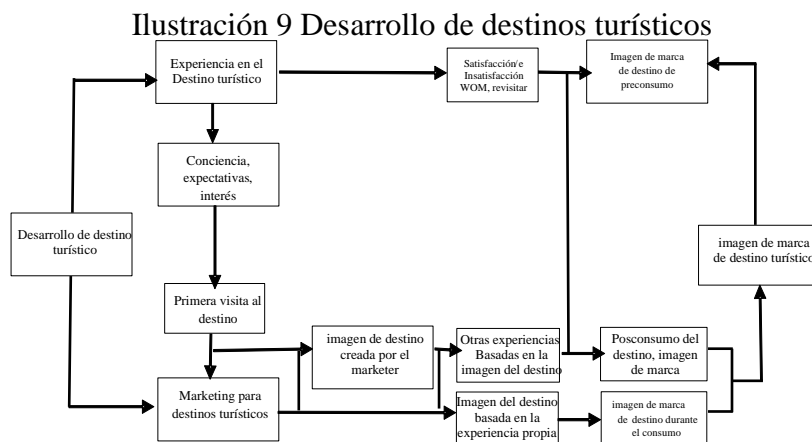 Ilustración 9 Desarrollo de destinos turísticos
Experiencia en el
Destino turístico
Satisfacción/e
Insatisfacción
WOM, revisitar
Imagen de marca
de destino de
preconsumo
Conciencia,
expectativas,
interés
Desarrollo de destino
turístico
imagen de marca
de destino turístico
Primera visita al
destino
imagen de destino
creada por el
marketer
Otras experiencias
Basadas en la
imagen del destino
Posconsumo del
destino, imagen
de marca
Marketing para
destinos turísticos
Imagen del destino
basada en la
experiencia propia
imagen de marca
de destino durante
el consumo